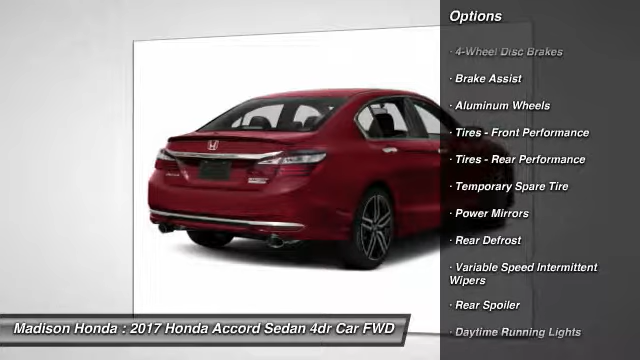 Options
· 4-Wheel Disc Brakes
· Brake Assist
· Aluminum Wheels
· Tires - Front Performance
· Tires - Rear Performance
· Temporary Spare Tire
· Power Mirrors
· Rear Defrost
· Variable Speed Intermittent
Wipers
· Rear Spoiler
· Daytime Running Lights
Madison Honda : 2017 Honda Accord Sedan 4dr Car FWD